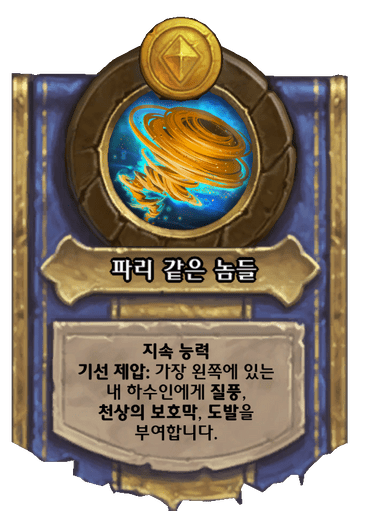 파리 같은 놈들
지속 능력
기선 제압: 가장 왼쪽에 있는
내 하수인에게 질풍,
천상의 보호막, 도발을
부여합니다.